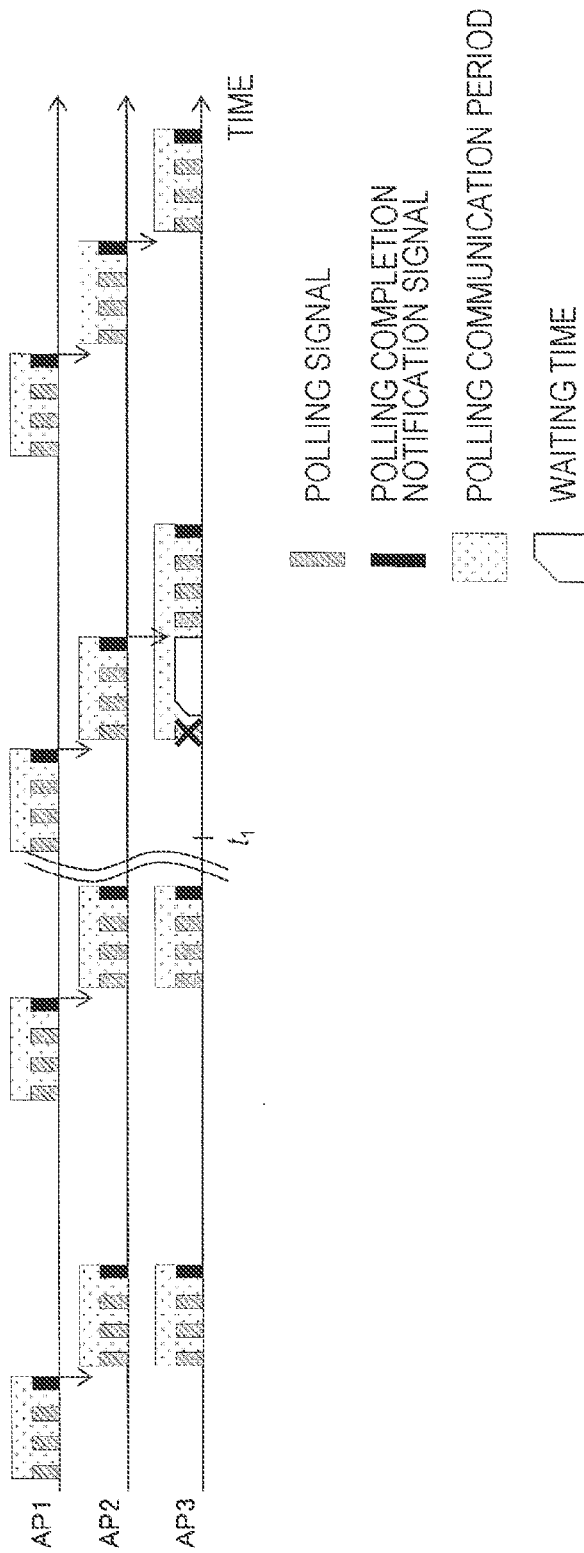 AP1
AP2
AP3
t1
TIME
POLLING SIGNAL
POLLING COMPLETION
NOTIFICATION SIGNAL
POLLING COMMUNICATION PERIOD
WAITING TIME